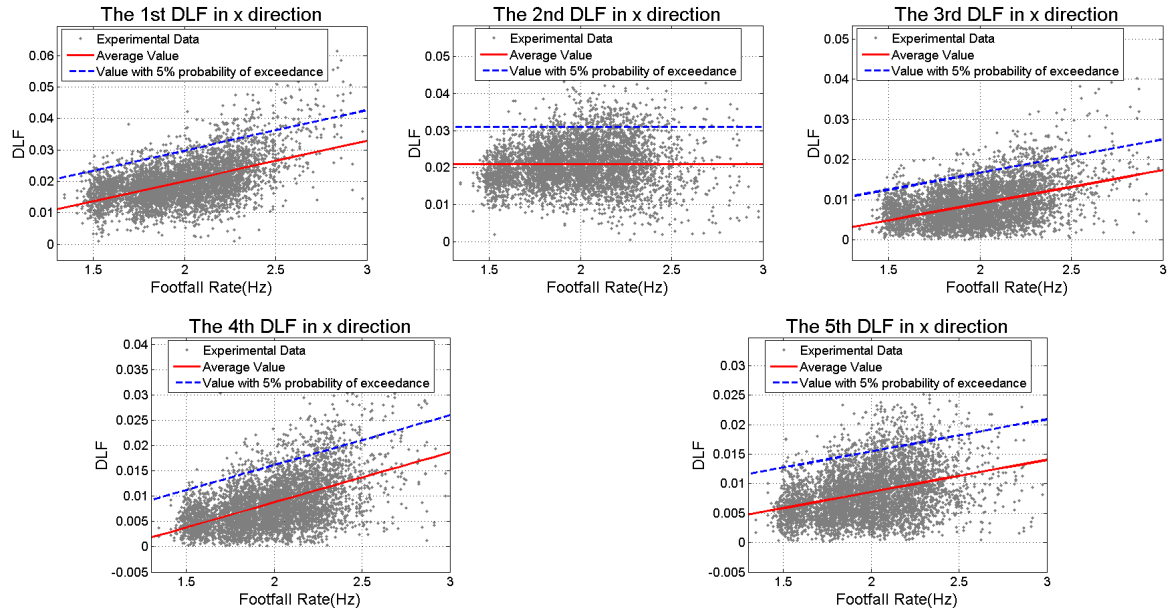 The 1st DLF in x direction
Experimental Data
Average Value
Value with 5% probability of exceedance
0.06
0.05
0.04
0.03
0.02
0.01
0
DLF
1.5 2 2.5 3
Footfall Rate(Hz)
The 2nd DLF in x direction
Experimental Data
Average Value
Value with 5% probability of exceedance
0.05
0.04
0.03
0.02
0.01
0
DLF
1.5 2 2.5 3
Footfall Rate(Hz)
The 3rd DLF in x direction
Experimental Data
Average Value
Value with 5% probability of exceedance
0.05
0.04
0.03
0.02
0.01
0
DLF
1.5 2 2.5 3
Footfall Rate(Hz)
The 4th DLF in x direction
Experimental Data
Average Value
Value with 5% probability of exceedance
0.04
0.035
0.03
0.025
0.02
0.015
0.01
0.005
0
-0.005
DLF
1.5 2 2.5 3
Footfall Rate(Hz)
The 5th DLF in x direction
Experimental Data
Average Value
Value with 5% probability of exceedance
0.03
0.025
0.02
0.015
0.01
0.005
0
-0.005
DLF
1.5 2 2.5 3
Footfall Rate(Hz)